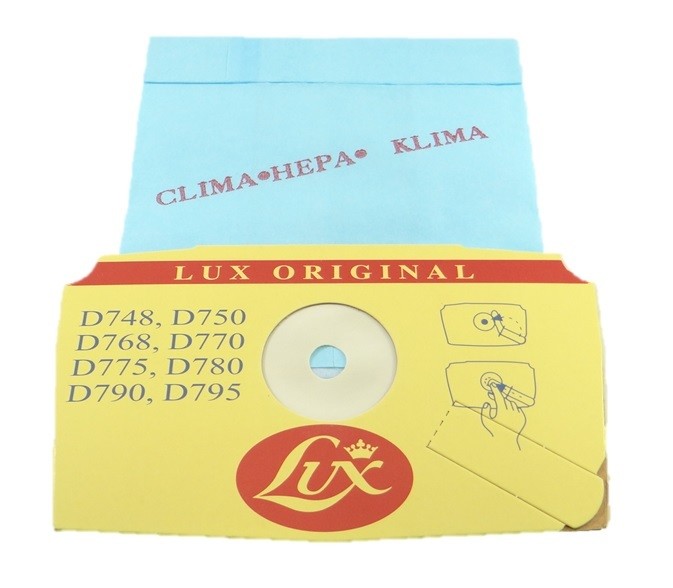 CLIMA•HEPA• KLIMA
LUX ORIGINAL
D748, D750
D768, D770
D775, D780
D790, D795
Lux